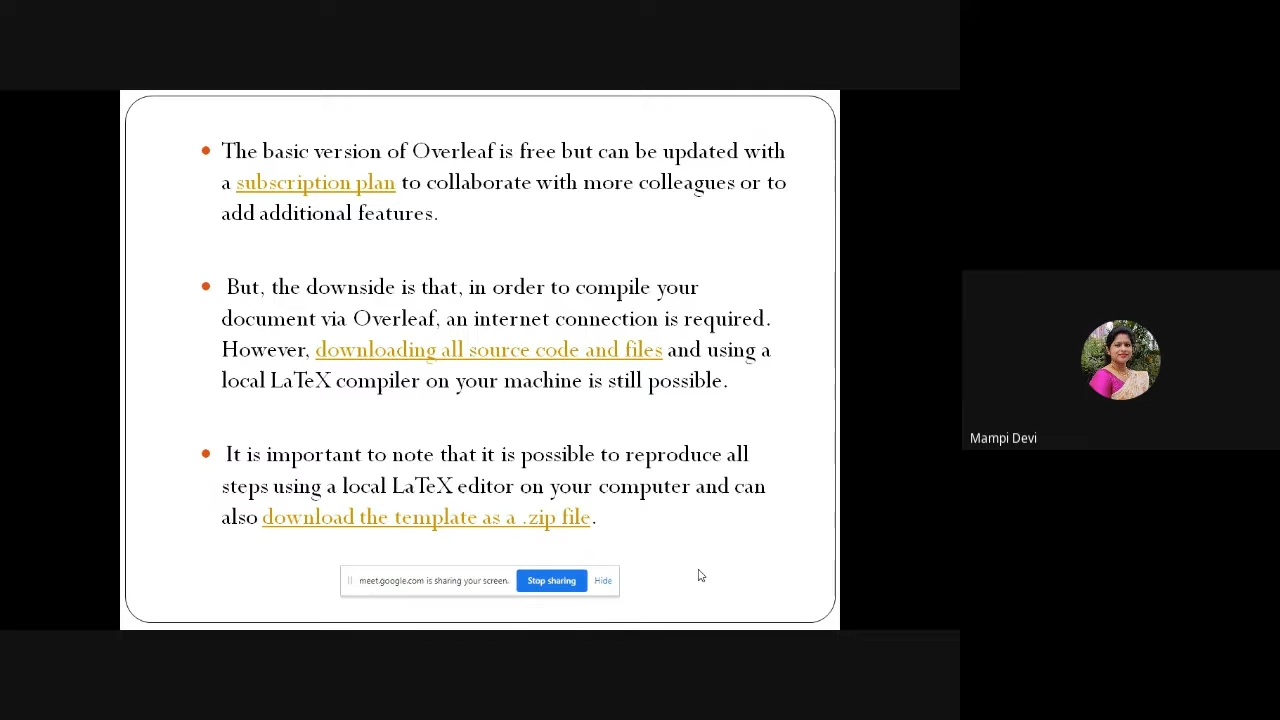 The basic version of Overleaf is free but can be updated with
a subscription plan to collaborate with more colleagues or to
add additional features.
But, the downside is that, in order to compile your
document via Overleaf, an internet connection is required.
However, downloading all source code and files and using a
local LaTeX compiler on your machine is still possible.
It is important to note that it is possible to reproduce all
steps using a local LaTeX editor on your computer and can
also download the template as a .zip file.
meet.google.com is sharing your screen. Stop sharing Hide
Mampi Devi